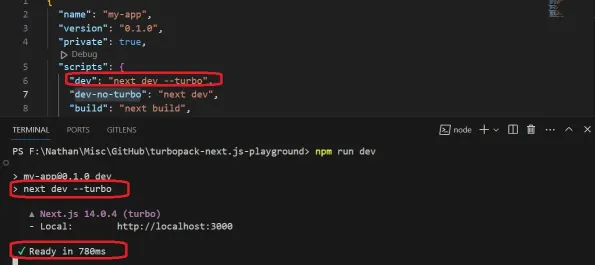 {
1
2 "name": "my-app",
3 "version": "0.1.0",
4 "private": true,
Debug
5 "scripts": {
6 "dev": "next dev --turbo",
7 "dev-no-turbo": "next dev",
8 "build": "next build",
TERMINAL PORTS GITLENS node
PS F:\Nathan\Misc\GitHub\turbopack-next.js-playground> npm run dev
> my-app@0.1.0 dev
> next dev --turbo
▲ Next.js 14.0.4 (turbo)
- Local: http://localhost:3000
✓ Ready in 780ms